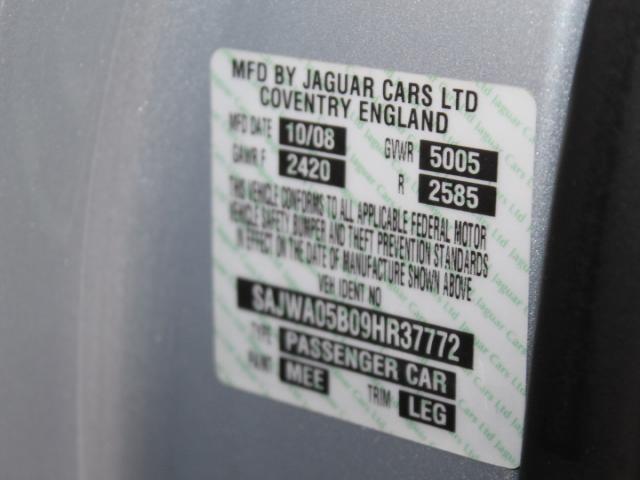 MFD BY JAGUAR CARS LTD
COVENTRY ENGLAND
MFD DATE 10/08 GVWR 5005
GAWR F 2420 R 2585
THIS VEHICLE CONFORMS TO ALL APPLICABLE FEDERAL MOTOR
VEHICLE SAFETY BUMPER AND THEFT PREVENTION STANDARDS
IN EFFECT ON THE DATE OF MANUFACTURE SHOWN ABOVE
VEH IDENT NO
SAJWA05B09HR37772
TYPE PASSENGER CAR
PAINT MEE TRIM LEG